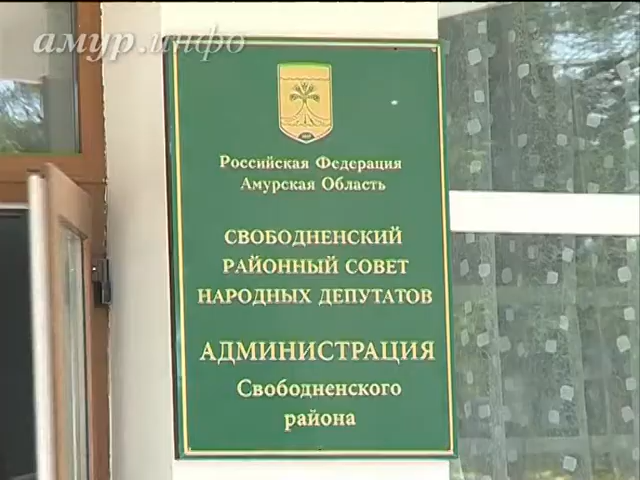 амур.инфо
Российская Федерация
Амурская Область
СВОБОДНЕНСКИЙ
РАЙОННЫЙ СОВЕТ
НАРОДНЫХ ДЕПУТАТОВ
АДМИНИСТРАЦИЯ
Свободненского
района